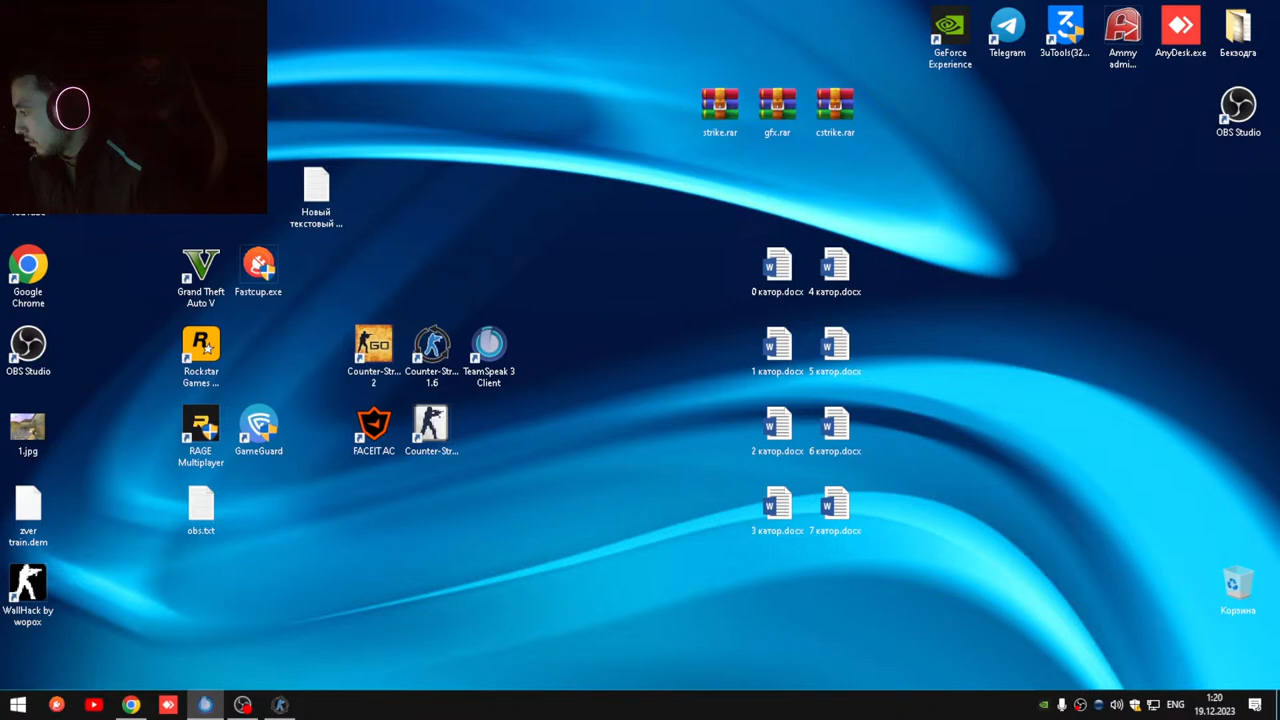 GeForce
Experience
Telegram
3uTools(32...
Ammy
admi...
AnyDesk.exe
Бекзодга
strike.rar
gfx.rar
cstrike.rar
OBS Studio
Новый
текстовый ...
Google
Chrome
Grand Theft
Auto V
Fastcup.exe
0 катор.docx
4 катор.docx
OBS Studio
Rockstar
Games ...
Counter-Str...
2
Counter-Str...
1.6
TeamSpeak 3
Client
1 катор.docx
5 катор.docx
1.jpg
RAGE
Multiplayer
GameGuard
FACEIT AC
Counter-Str...
2 катор.docx
6 катор.docx
zver
train.dem
obs.txt
3 катор.docx
7 катор.docx
WallHack by
wopox
Корзина
ENG
1:20
19.12.2023